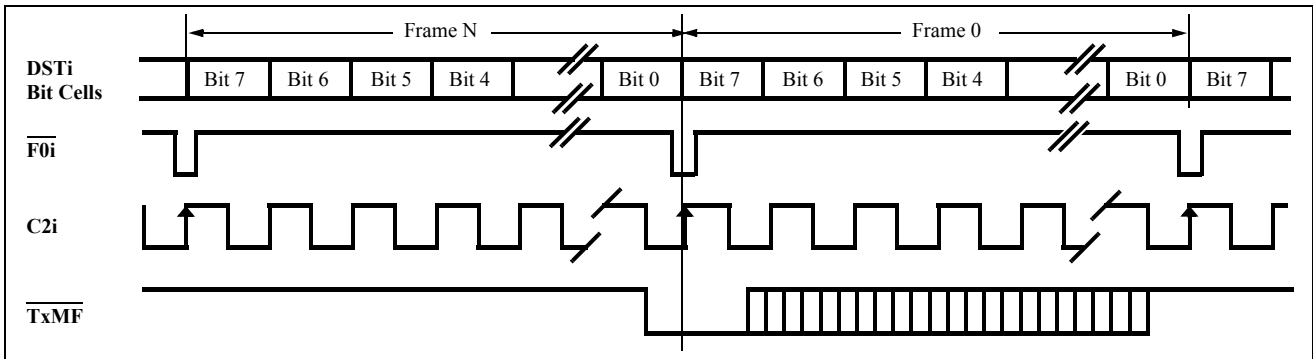 Frame N Frame 0
DSTi Bit Cells
Bit 7 Bit 6 Bit 5 Bit 4 Bit 0 Bit 7 Bit 6 Bit 5 Bit 4 Bit 0 Bit 7
F0i
C2i
TxMF